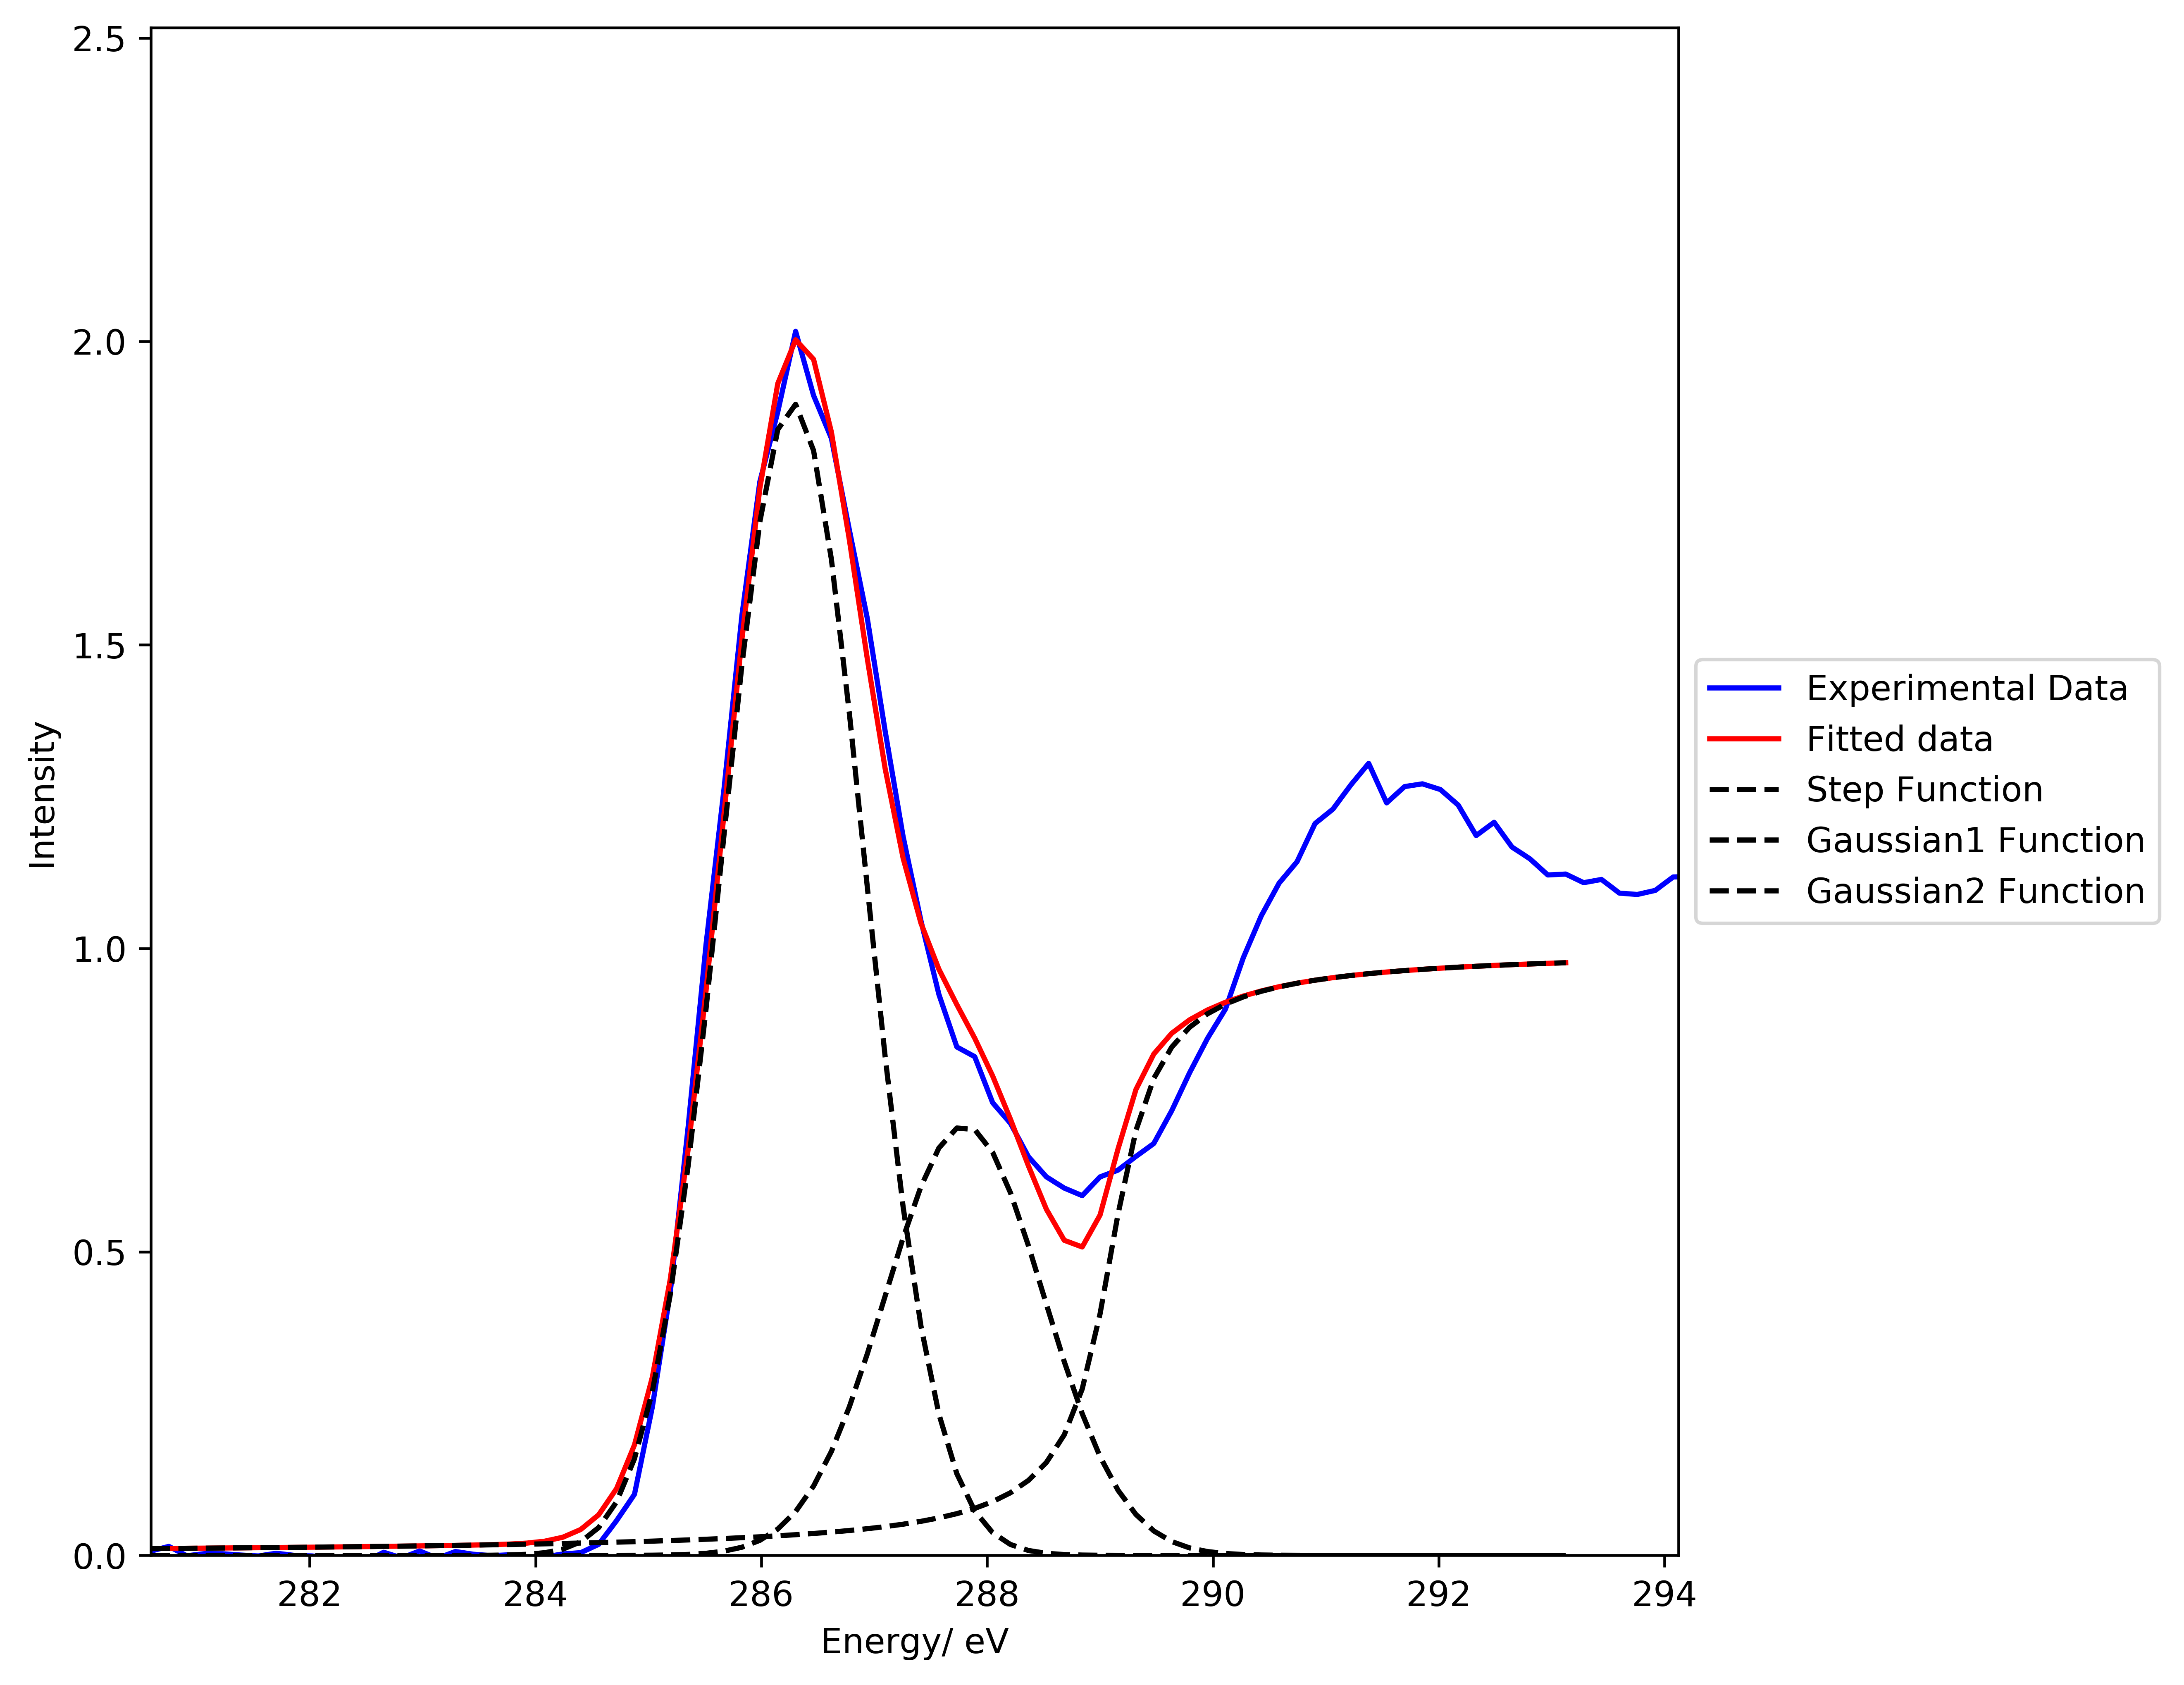 2.5
2.0
1.5
1.0
0.5
0.0
Intensity
282 284 286 288 290 292 294
Energy/ eV
Experimental Data
Fitted data
Step Function
Gaussian1 Function
Gaussian2 Function